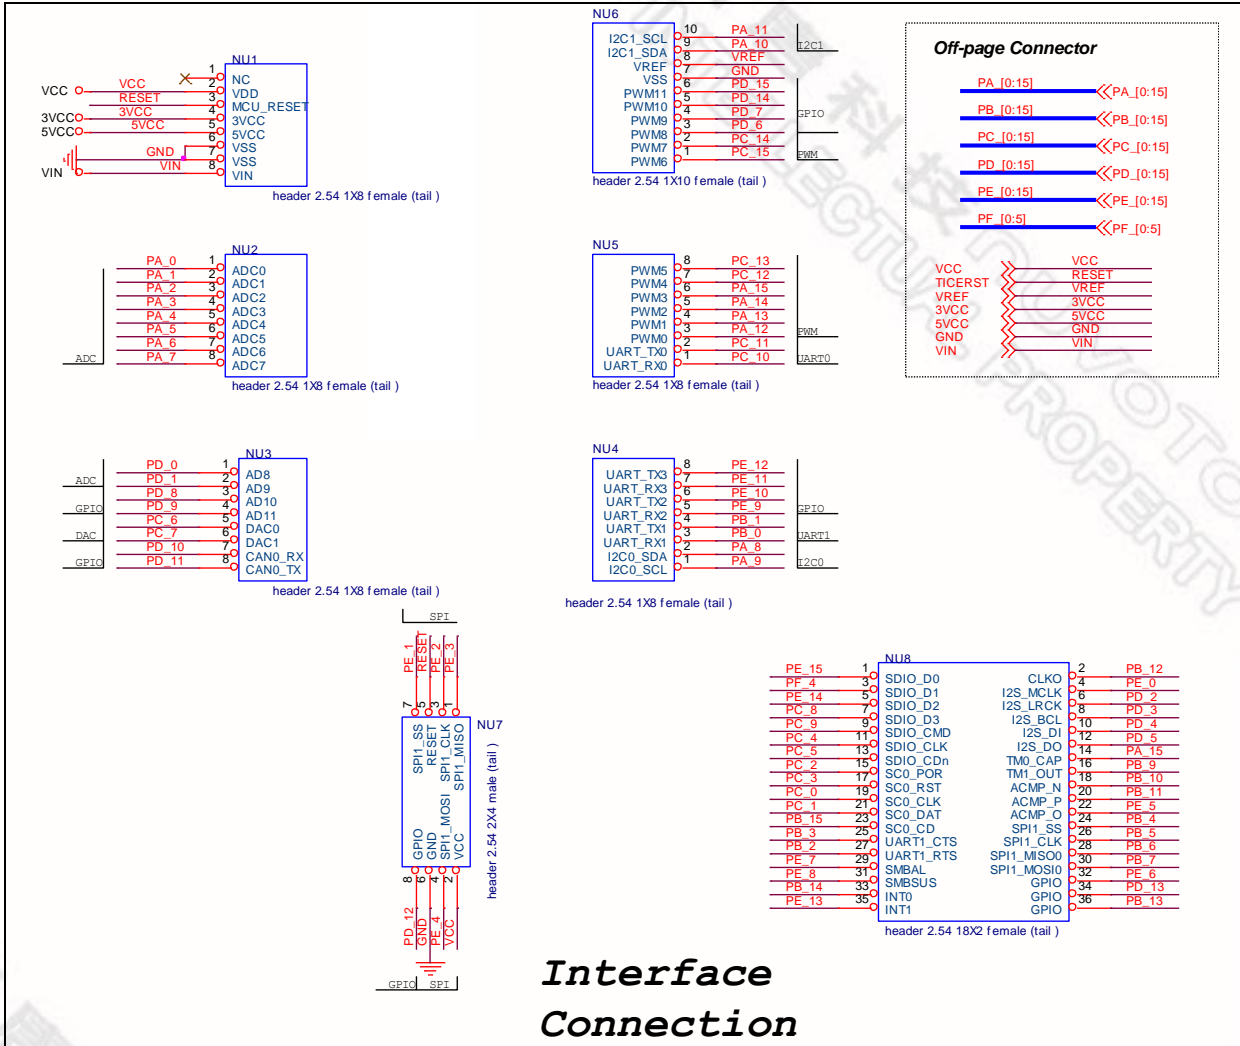 NU1
VCC VCC 1 NC
RESET 2 VDD
3VCC 3VCC 3 MCU_RESET
5VCC 5VCC 4 3VCC
5 5VCC
GND 6 VSS
7 VSS
VIN VIN 8 VIN
header 2.54 1X8 female (tail )
NU2
PA_0 1 ADC0
PA_1 2 ADC1
PA_2 3 ADC2
PA_3 4 ADC3
PA_4 5 ADC4
PA_5 6 ADC5
PA_6 7 ADC6
ADC PA_7 8 ADC7
header 2.54 1X8 female (tail )
NU3
PD_0 1 AD8
ADC PD_1 2 AD9
PD_8 3 AD10
GPIO PD_9 4 AD11
PC_6 5 DAC0
DAC PC_7 6 DAC1
PD_10 7 CAN0_RX
GPIO PD_11 8 CAN0_TX
header 2.54 1X8 female (tail )
NU6
I2C1_SCL 10 PA_11
I2C1_SDA 9 PA_10 I2C1
VREF 8 VREF
VSS 7 GND
PWM11 6 PD_15
PWM10 5 PD_14
PWM9 4 PD_7 GPIO
PWM8 3 PD_6
PWM7 2 PC_14
PWM6 1 PC_15 PWM
header 2.54 1X10 female (tail )
NU5
PWM5 8 PC_13
PWM4 7 PC_12
PWM3 6 PA_15
PWM2 5 PA_14
PWM1 4 PA_13
PWM0 3 PA_12 PWM
UART_TX0 2 PC_11
UART_RX0 1 PC_10 UART0
header 2.54 1X8 female (tail )
NU4
UART_TX3 8 PE_12
UART_RX3 7 PE_11
UART_TX2 6 PE_10
UART_RX2 5 PE_9 GPIO
UART_TX1 4 PB_1
UART_RX1 3 PB_0 UART1
I2C0_SDA 2 PA_8
I2C0_SCL 1 PA_9 I2C0
header 2.54 1X8 female (tail )
Off-page Connector
PA_[0:15] PA_[0:15]
PB_[0:15] PB_[0:15]
PC_[0:15] PC_[0:15]
PD_[0:15] PD_[0:15]
PE_[0:15] PE_[0:15]
PF_[0:5] PF_[0:5]
VCC VCC
TICERST RESET
VREF VREF
3VCC 3VCC
5VCC 5VCC
GND GND
VIN VIN
SPI
PE_1 RESET PE_2 PE_3
7 5 3 1
NU7
SPI1_SS RESET SPI1_CLK SPI1_MISO
GPIO GND SPI1_MOSI VCC
header 2.54 2X4 male (tail )
8 6 4 2
PD_12 GND PE_4 VCC
GPIO SPI
NU8
PE_15 1 SDIO_D0 CLKO 2 PB_12
PF_4 3 SDIO_D1 I2S_MCLK 4 PE_0
PE_14 5 SDIO_D2 I2S_LRCK 6 PD_2
PC_8 7 SDIO_D3 I2S_BCL 8 PD_3
PC_9 9 SDIO_CMD I2S_DI 10 PD_4
PC_4 11 SDIO_CLK I2S_DO 12 PD_5
PC_5 13 SDIO_CDn TM0_CAP 14 PA_15
PC_2 15 SC0_POR TM1_OUT 16 PB_9
PC_3 17 SC0_RST ACMP_N 18 PB_10
PC_0 19 SC0_CLK ACMP_P 20 PB_11
PC_1 21 SC0_DAT ACMP_O 22 PE_5
PB_15 23 SC0_CD SPI1_SS 24 PB_4
PB_3 25 UART1_CTS SPI1_CLK 26 PB_5
PB_2 27 UART1_RTS SPI1_MISO0 28 PB_6
PE_7 29 SMBAL SPI1_MOSI0 30 PB_7
PE_8 31 SMBSUS GPIO 32 PE_6
PB_14 33 INT0 GPIO 34 PD_13
PE_13 35 INT1 GPIO 36 PB_13
header 2.54 18X2 female (tail )
Interface
Connection